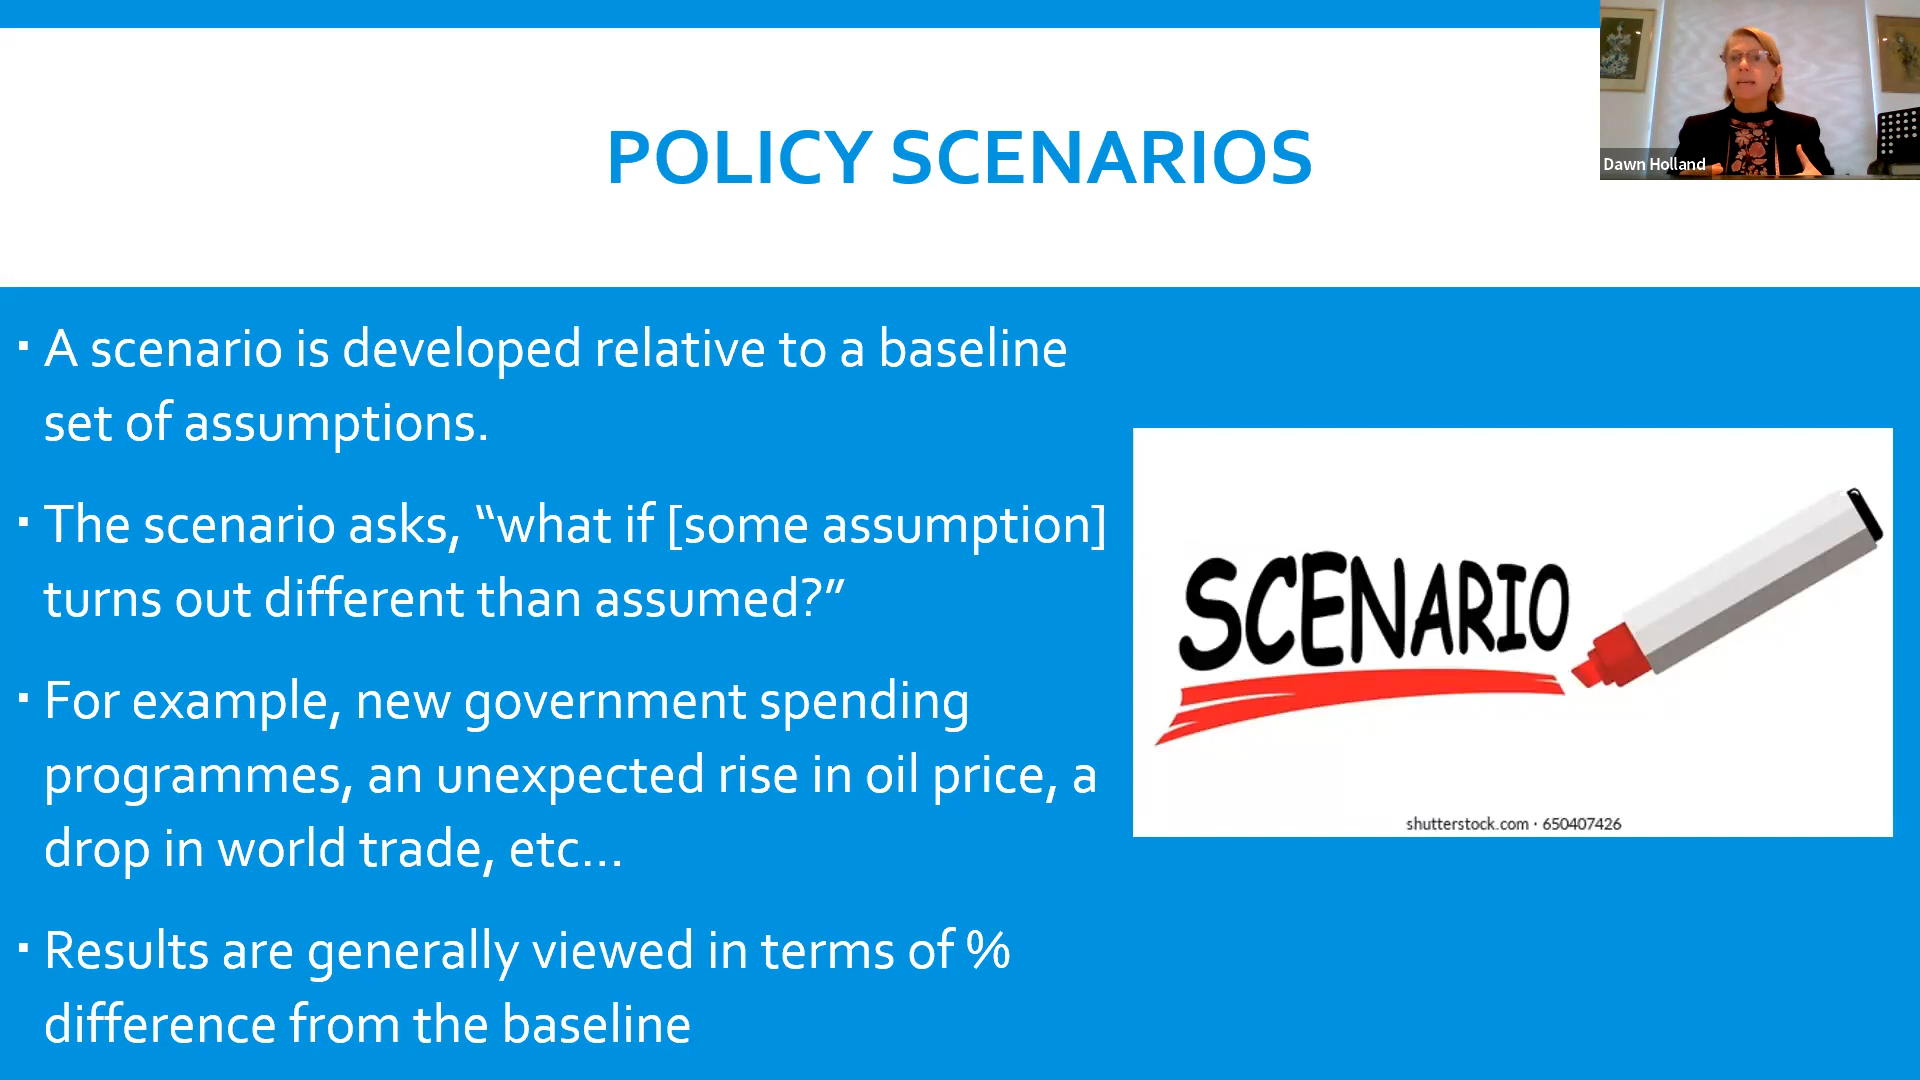 POLICY SCENARIOS
Dawn Holland
▪ A scenario is developed relative to a baseline
set of assumptions.
▪ The scenario asks, “what if [some assumption]
turns out different than assumed?”
▪ For example, new government spending
programmes, an unexpected rise in oil price, a
drop in world trade, etc…
▪ Results are generally viewed in terms of %
difference from the baseline
SCENARIO
shutterstock.com · 650407426